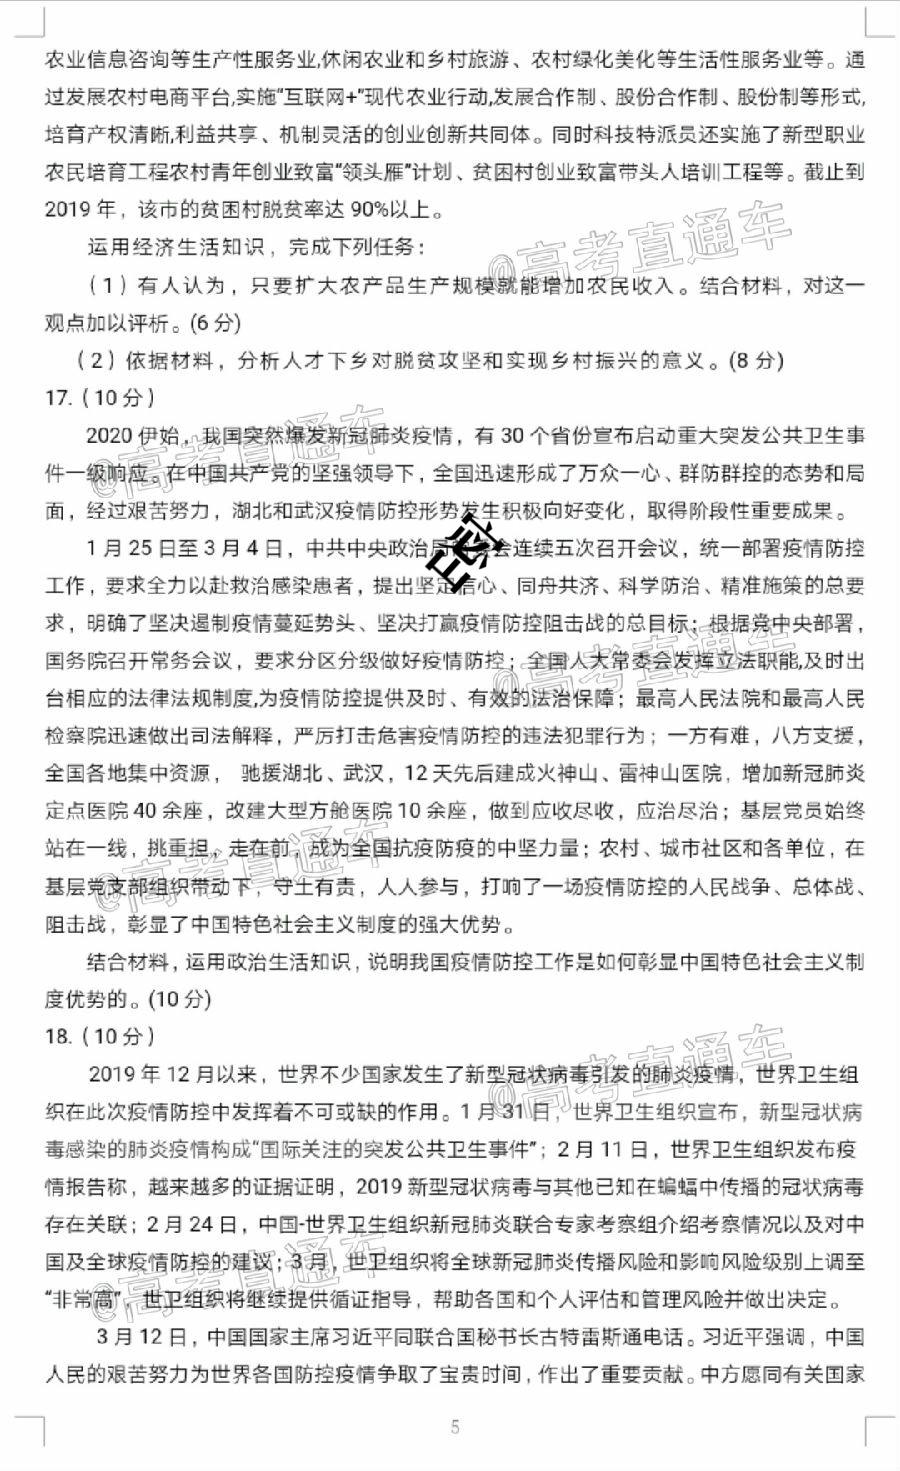 农业信息咨询等生产性服务业,休闲农业和乡村旅游、农村绿化美化等生活性服务业等。通
过发展农村电商平台,实施“互联网+”现代农业行动,发展合作制、股份合作制、股份制等形式,
培育产权清晰,利益共享、机制灵活的创业创新共同体。同时科技特派员还实施了新型职业
农民培育工程农村青年创业致富“领头雁”计划、贫困村创业致富带头人培训工程等。截止到
2019 年，该市的贫困村脱贫率达 90%以上。
运用经济生活知识，完成下列任务：
（1）有人认为，只要扩大农产品生产规模就能增加农民收入。结合材料，对这一
观点加以评析。(6 分)
（2）依据材料，分析人才下乡对脱贫攻坚和实现乡村振兴的意义。(8 分)
17.（10 分）
2020 伊始，我国突然爆发新冠肺炎疫情，有 30 个省份宣布启动重大突发公共卫生事
件一级响应。在中国共产党的坚强领导下，全国迅速形成了万众一心、群防群控的态势和局
面，经过艰苦努力，湖北和武汉疫情防控形势发生积极向好变化，取得阶段性重要成果。
1 月 25 日至 3 月 4 日，中共中央政治局 会连续五次召开会议，统一部署疫情防控
工作，要求全力以赴救治感染患者，提出坚定信心、同舟共济、科学防治、精准施策的总要
求，明确了坚决遏制疫情蔓延势头、坚决打赢疫情防控阻击战的总目标；根据党中央部署，
国务院召开常务会议，要求分区分级做好疫情防控；全国人大常委会发挥立法职能,及时出
台相应的法律法规制度,为疫情防控提供及时、有效的法治保障；最高人民法院和最高人民
检察院迅速做出司法解释，严厉打击危害疫情防控的违法犯罪行为；一方有难，八方支援，
全国各地集中资源， 驰援湖北、武汉，12 天先后建成火神山、雷神山医院，增加新冠肺炎
定点医院 40 余座，改建大型方舱医院 10 余座，做到应收尽收，应治尽治；基层党员始终
站在一线，挑重担，走在前，成为全国抗疫防疫的中坚力量；农村、城市社区和各单位，在
基层党支部组织带动下，守土有责，人人参与，打响了一场疫情防控的人民战争、总体战、
阻击战，彰显了中国特色社会主义制度的强大优势。
结合材料，运用政治生活知识，说明我国疫情防控工作是如何彰显中国特色社会主义制
度优势的。(10 分)
18.（10 分）
2019 年 12 月以来，世界不少国家发生了新型冠状病毒引发的肺炎疫情，世界卫生组
织在此次疫情防控中发挥着不可或缺的作用。1 月 31 日，世界卫生组织宣布，新型冠状病
毒感染的肺炎疫情构成“国际关注的突发公共卫生事件”；2 月 11 日，世界卫生组织发布疫
情报告称，越来越多的证据证明，2019 新型冠状病毒与其他已知在蝙蝠中传播的冠状病毒
存在关联；2 月 24 日，中国-世界卫生组织新冠肺炎联合专家考察组介绍考察情况以及对中
国及全球疫情防控的建议；3 月，世卫组织将全球新冠肺炎传播风险和影响风险级别上调至
“非常高”，世卫组织将继续提供循证指导，帮助各国和个人评估和管理风险并做出决定。
3 月 12 日，中国国家主席习近平同联合国秘书长古特雷斯通电话。习近平强调，中国
人民的艰苦努力为世界各国防控疫情争取了宝贵时间，作出了重要贡献。中方愿同有关国家
5
@高考直通车
@高考直通车
@高考直通车
@高考直通车
@高考直通车
@高考直通车